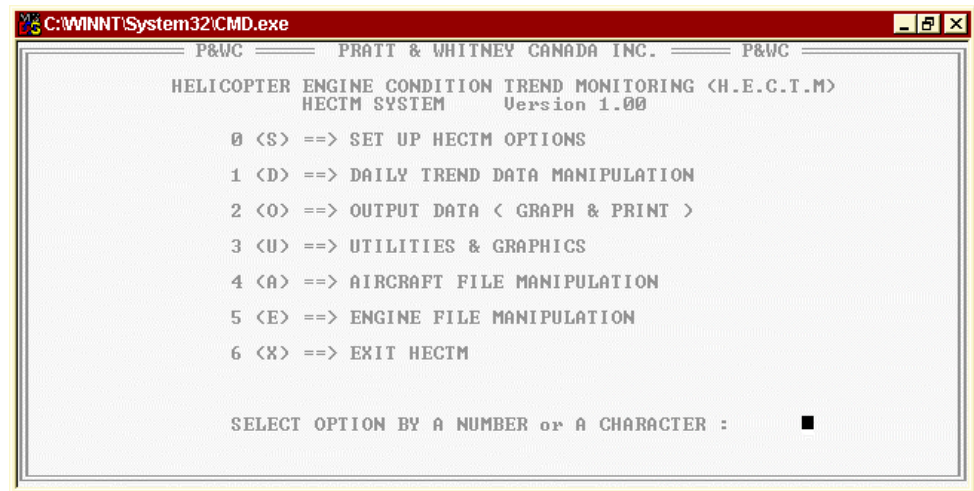 C:\WINNT\System32\CMD.exe
P&WC PRATT & WHITNEY CANADA INC. P&WC
HELICOPTER ENGINE CONDITION TREND MONITORING (H.E.C.T.M)
HECTM SYSTEM Version 1.00
0 (S) ==> SET UP HECTM OPTIONS
1 (D) ==> DAILY TREND DATA MANIPULATION
2 (O) ==> OUTPUT DATA ( GRAPH & PRINT )
3 (U) ==> UTILITIES & GRAPHICS
4 (A) ==> AIRCRAFT FILE MANIPULATION
5 (E) ==> ENGINE FILE MANIPULATION
6 (X) ==> EXIT HECTM
SELECT OPTION BY A NUMBER or A CHARACTER :